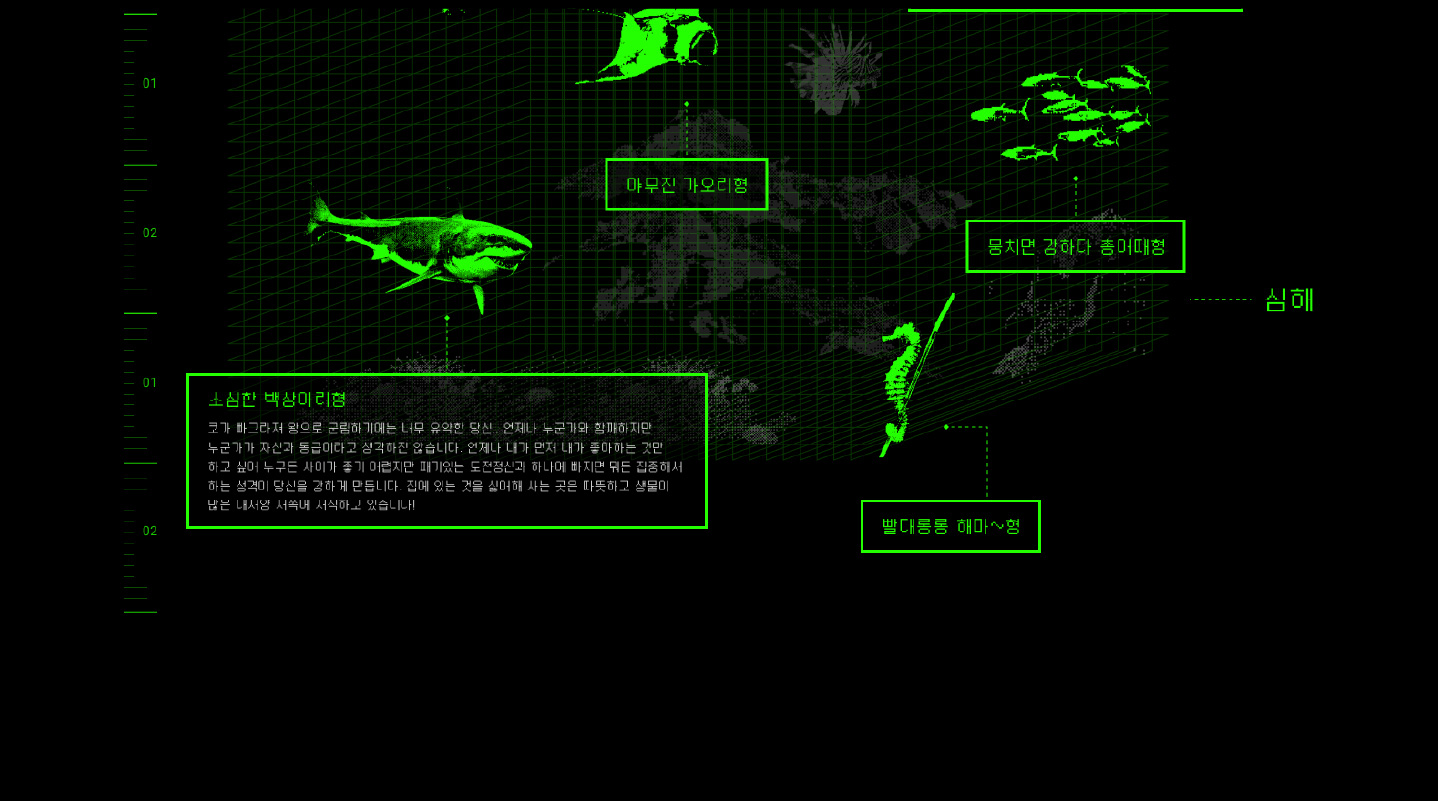 01
야무진 가오리형
02
뭉치면 강하다 총어때형
심해
01
소심한 백상아리형
코가 빠그라져 왕으로 군림하기에는 너무 유약한 당신. 언제나 누군가와 함께하지만
누군가가 자신과 동급이라고 생각하진 않습니다. 언제나 내가 먼저 내가 좋아하는 것만
하고 싶어 누구든 사이가 좋기 어렵지만 패기있는 도전정신과 하나에 빠지면 뭐든 집중해서
하는 성격이 당신을 강하게 만듭니다. 집에 있는 것을 싫어해 사는 곳은 따뜻하고 생물이
많은 대서양 서쪽에 서식하고 있습니다!
빨대롱롱 해마~형
02